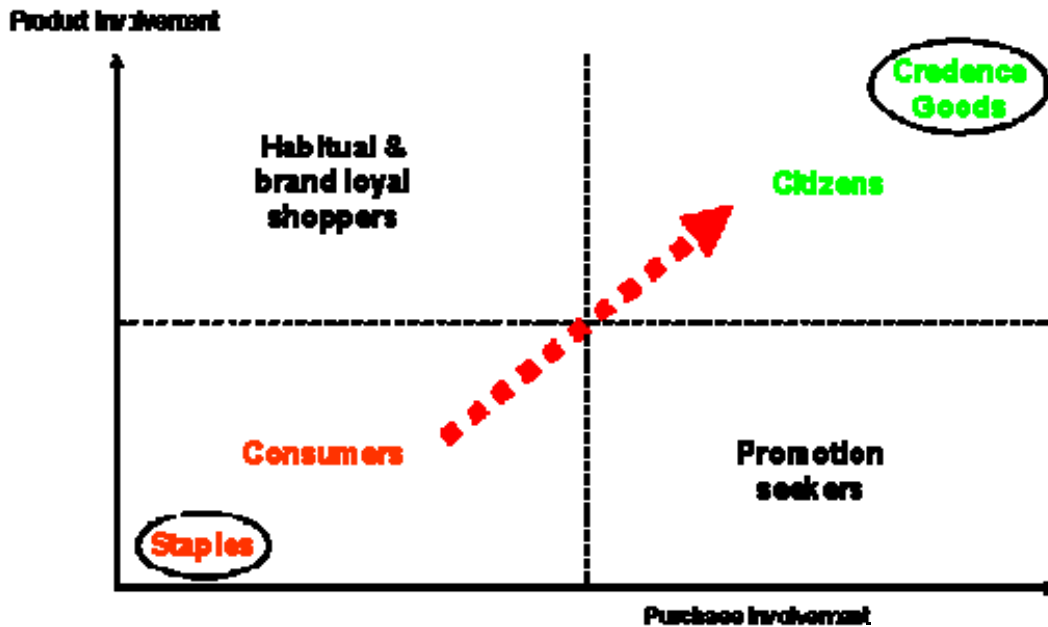 Product Involvement
Credence
Goods
Habitual &
brand loyal
shoppers
Citizens
Consumers
Promotion
seekers
Staples
Purchase Involvement